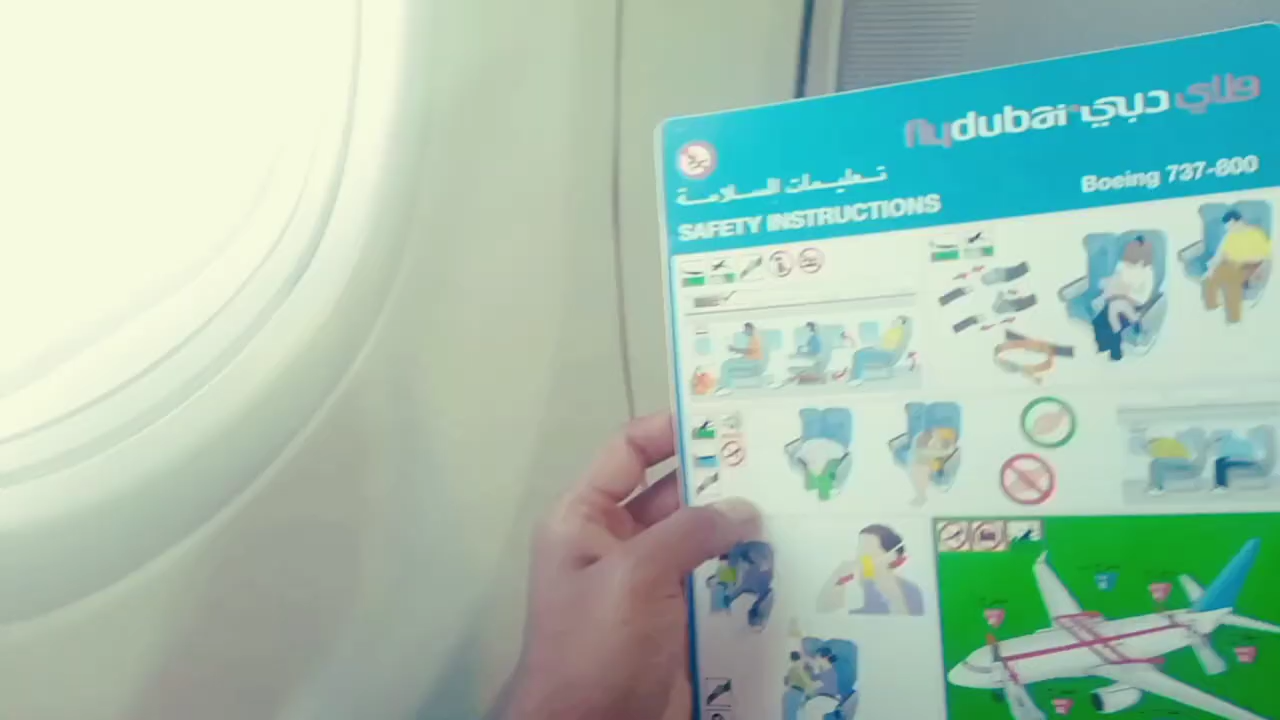 flydubai فلاي دبي
Boeing 737-800
تعليمات السلامة
SAFETY INSTRUCTIONS